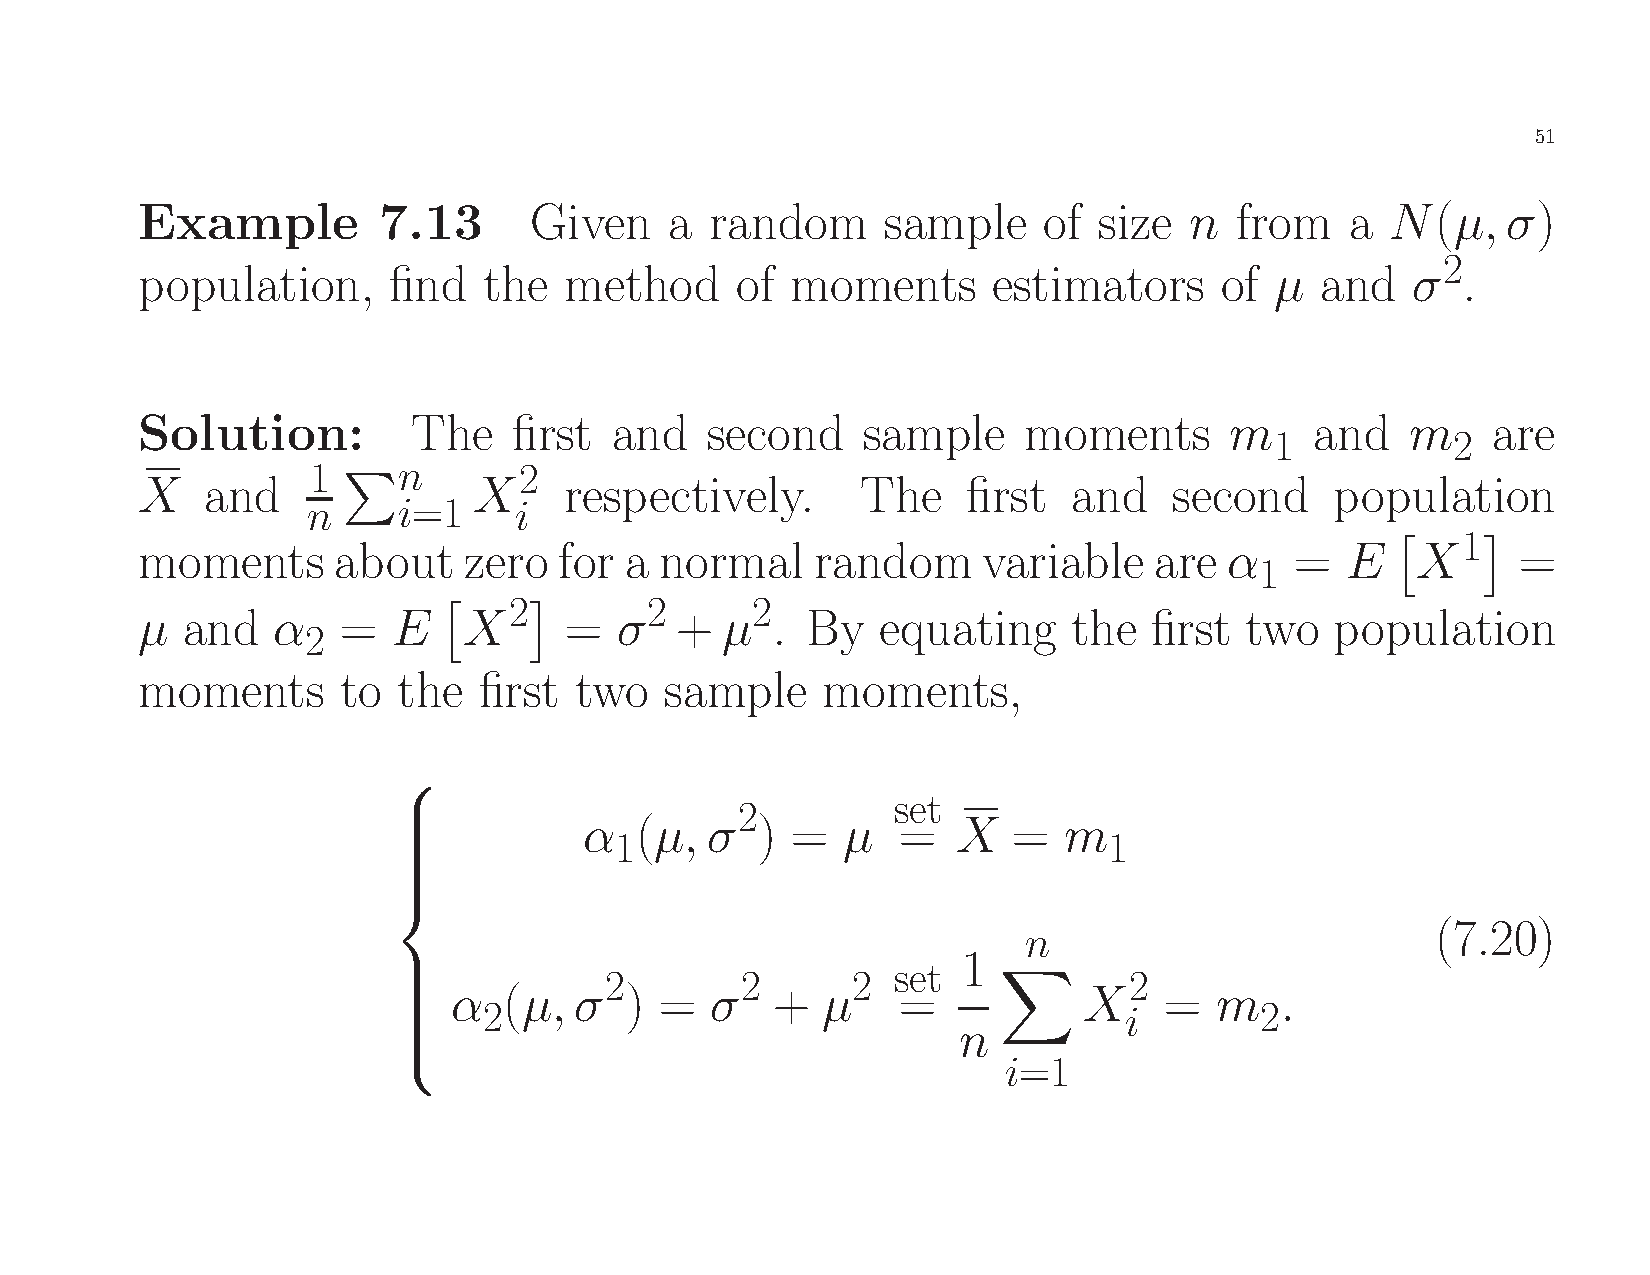 51
Example 7.13 Given a random sample of size n from a N(μ, σ)
population, find the method of moments estimators of μ and σ².
Solution: The first and second sample moments m₁ and m₂ are
X̅ and 1/n ∑ⁿᵢ₌₁ Xᵢ² respectively. The first and second population
moments about zero for a normal random variable are α₁ = E [X¹] =
μ and α₂ = E [X²] = σ² + μ². By equating the first two population
moments to the first two sample moments,
α₁(μ, σ²) = μ set= X̅ = m₁
α₂(μ, σ²) = σ² + μ² set= 1/n ∑ⁿᵢ₌₁ Xᵢ² = m₂.
(7.20)